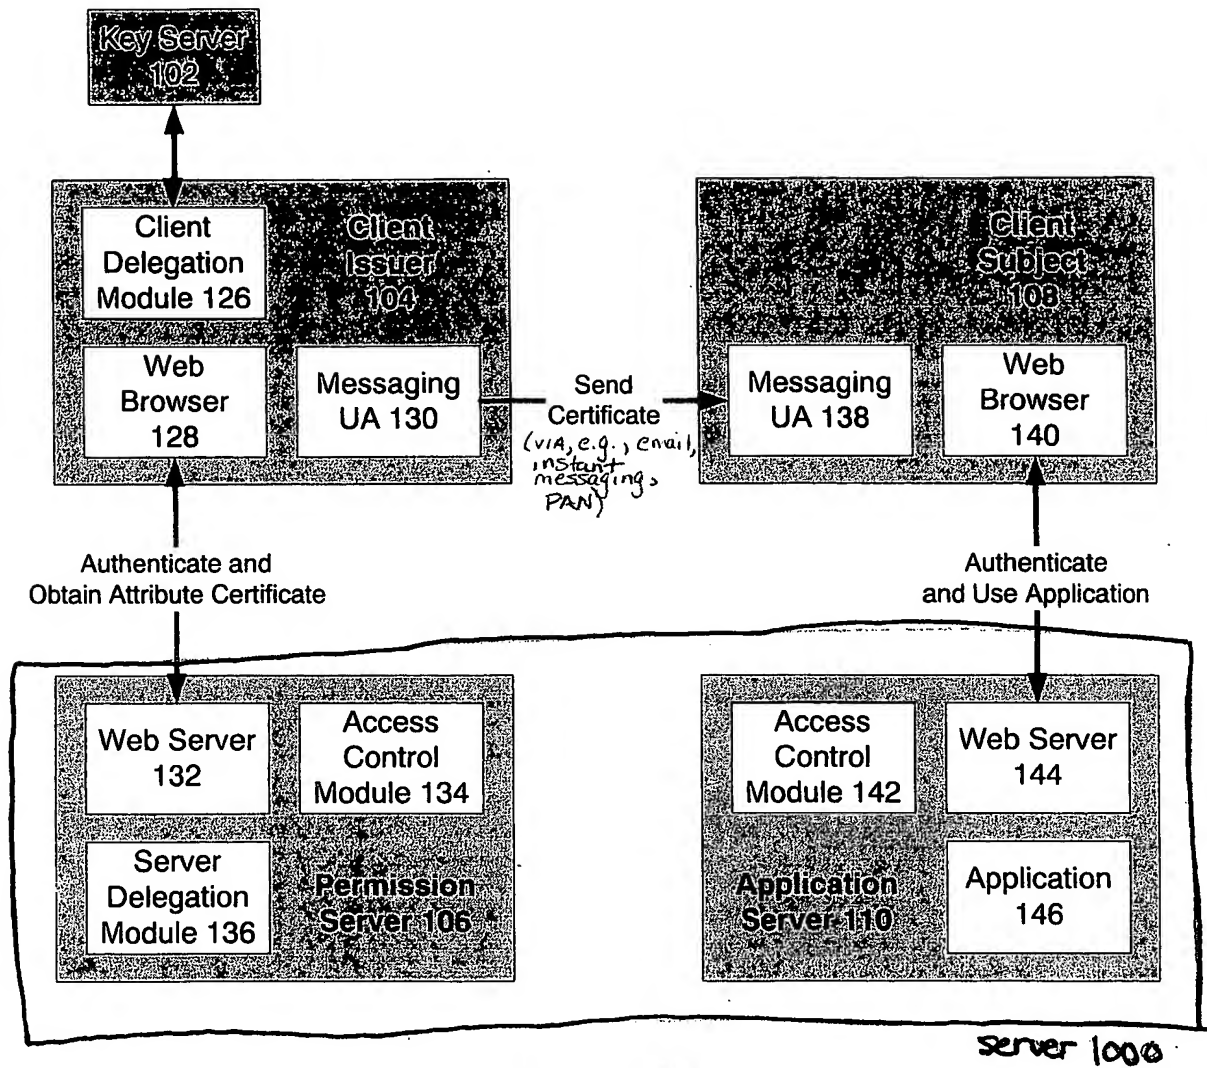 Key Server
102
Client
Delegation
Module 126
Client
Issuer
104
Web
Browser
128
Messaging
UA 130
Send
Certificate
(VIA, e.g., email,
instant
messaging,
PAN)
Client
Subject
108
Messaging
UA 138
Web
Browser
140
Authenticate and
Obtain Attribute Certificate
Authenticate
and Use Application
Web Server
132
Access
Control
Module 134
Server
Delegation
Module 136
Permission
Server 106
Access
Control
Module 142
Web Server
144
Application
Server 110
Application
146
server 1000